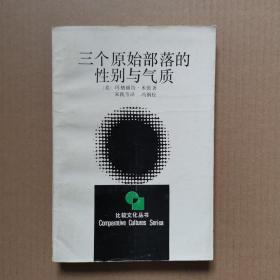 三个原始部落的
性别与气质
〔美〕玛格丽特·米德 著
宋践等译
比较文化丛书
Comparative Cultures Series